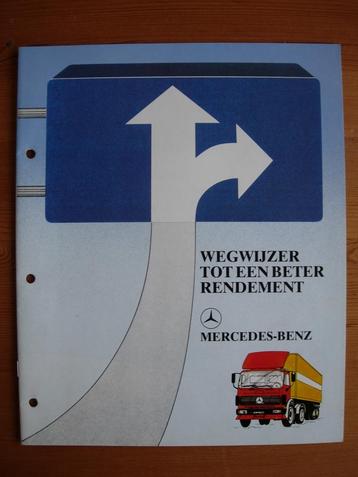 WEGWIJZER
TOT EEN BETER
RENDEMENT
MERCEDES-BENZ